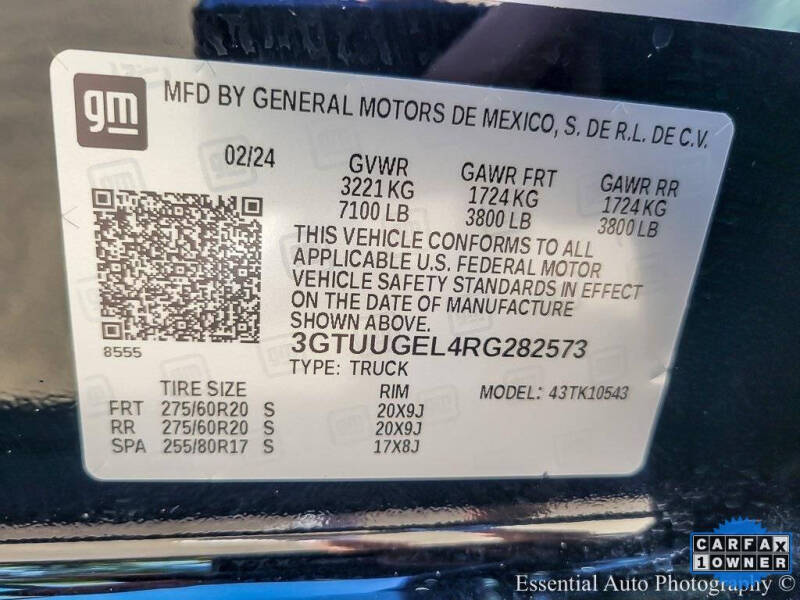 gm
MFD BY GENERAL MOTORS DE MEXICO, S. DE R.L. DE C.V.
02/24 GVWR GAWR FRT GAWR RR
3221 KG 1724 KG 1724 KG
7100 LB 3800 LB 3800 LB
THIS VEHICLE CONFORMS TO ALL
APPLICABLE U.S. FEDERAL MOTOR
VEHICLE SAFETY STANDARDS IN EFFECT
ON THE DATE OF MANUFACTURE
SHOWN ABOVE.
8555
3GTUUGEL4RG282573
TYPE: TRUCK
TIRE SIZE RIM MODEL: 43TK10543
FRT 275/60R20 S 20X9J
RR 275/60R20 S 20X9J
SPA 255/80R17 S 17X8J
CARFAX
1 OWNER
Essential Auto Photography ©